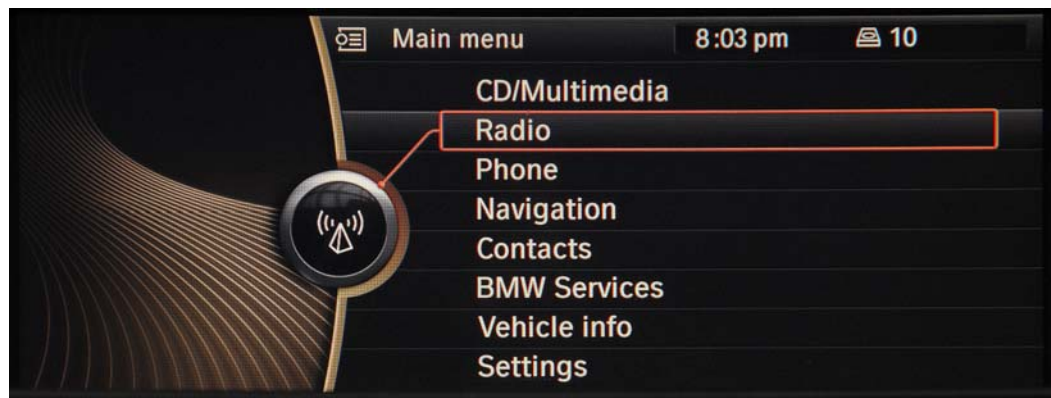 Main menu 8:03 pm 10
CD/Multimedia
Radio
Phone
Navigation
Contacts
BMW Services
Vehicle info
Settings